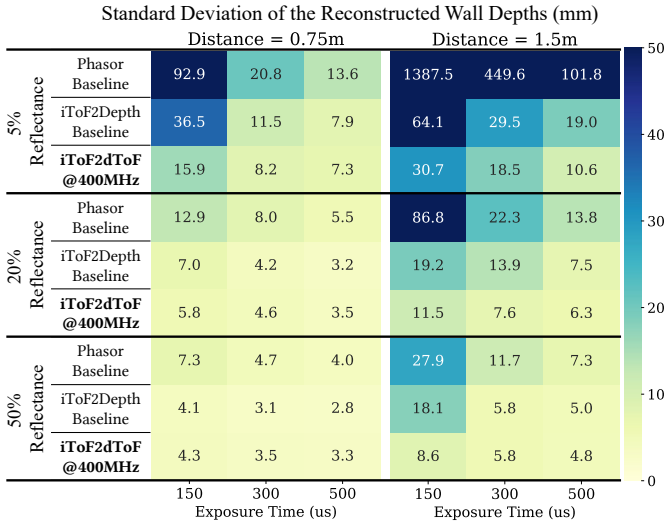 Standard Deviation of the Reconstructed Wall Depths (mm)
Distance = 0.75m
Distance = 1.5m
5%
Reflectance
Phasor
Baseline
92.9 20.8 13.6 1387.5 449.6 101.8
iToF2Depth
Baseline
36.5 11.5 7.9 64.1 29.5 19.0
iToF2dToF
@400MHz
15.9 8.2 7.3 30.7 18.5 10.6
20%
Reflectance
Phasor
Baseline
12.9 8.0 5.5 86.8 22.3 13.8
iToF2Depth
Baseline
7.0 4.2 3.2 19.2 13.9 7.5
iToF2dToF
@400MHz
5.8 4.6 3.5 11.5 7.6 6.3
50%
Reflectance
Phasor
Baseline
7.3 4.7 4.0 27.9 11.7 7.3
iToF2Depth
Baseline
4.1 3.1 2.8 18.1 5.8 5.0
iToF2dToF
@400MHz
4.3 3.5 3.3 8.6 5.8 4.8
150 300 500 150 300 500
Exposure Time (us)
Exposure Time (us)
50
40
30
20
10
0